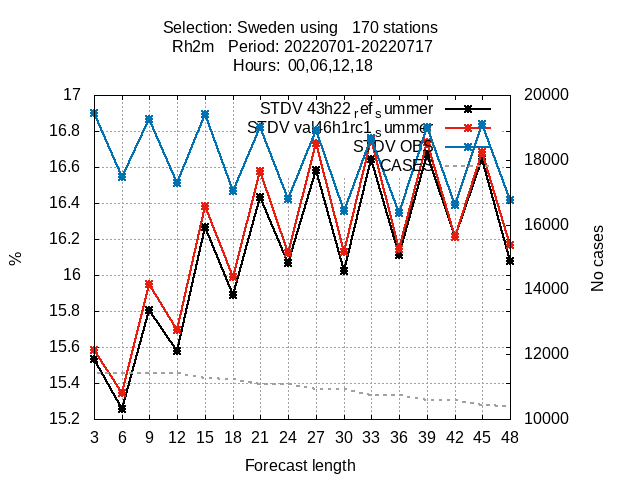 Selection: Sweden using   170 stations
Rh2m   Period: 20220701-20220717
Hours:  00,06,12,18
17
16.8
16.6
16.4
16.2
16
15.8
15.6
15.4
15.2
%
STDV 43h22refsummer
STDV val46h1rc1summer
STDV OBS
CASES
20000
18000
16000
14000
12000
10000
No cases
3 6 9 12 15 18 21 24 27 30 33 36 39 42 45 48
Forecast length